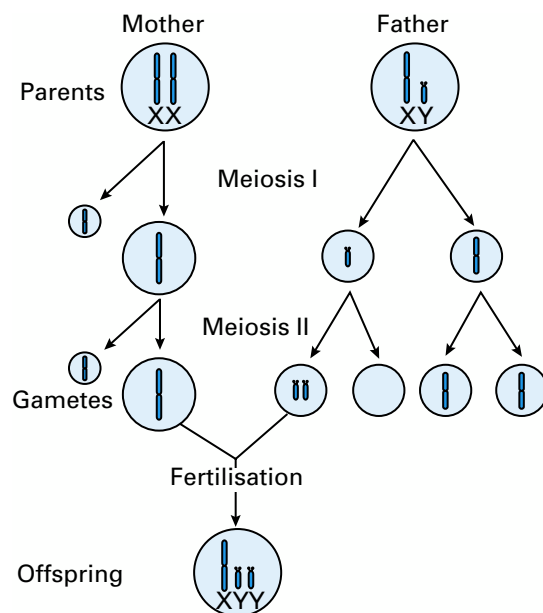 Mother Father
Parents
XX XY
Meiosis I
Meiosis II
Gametes
Fertilisation
Offspring
XYY